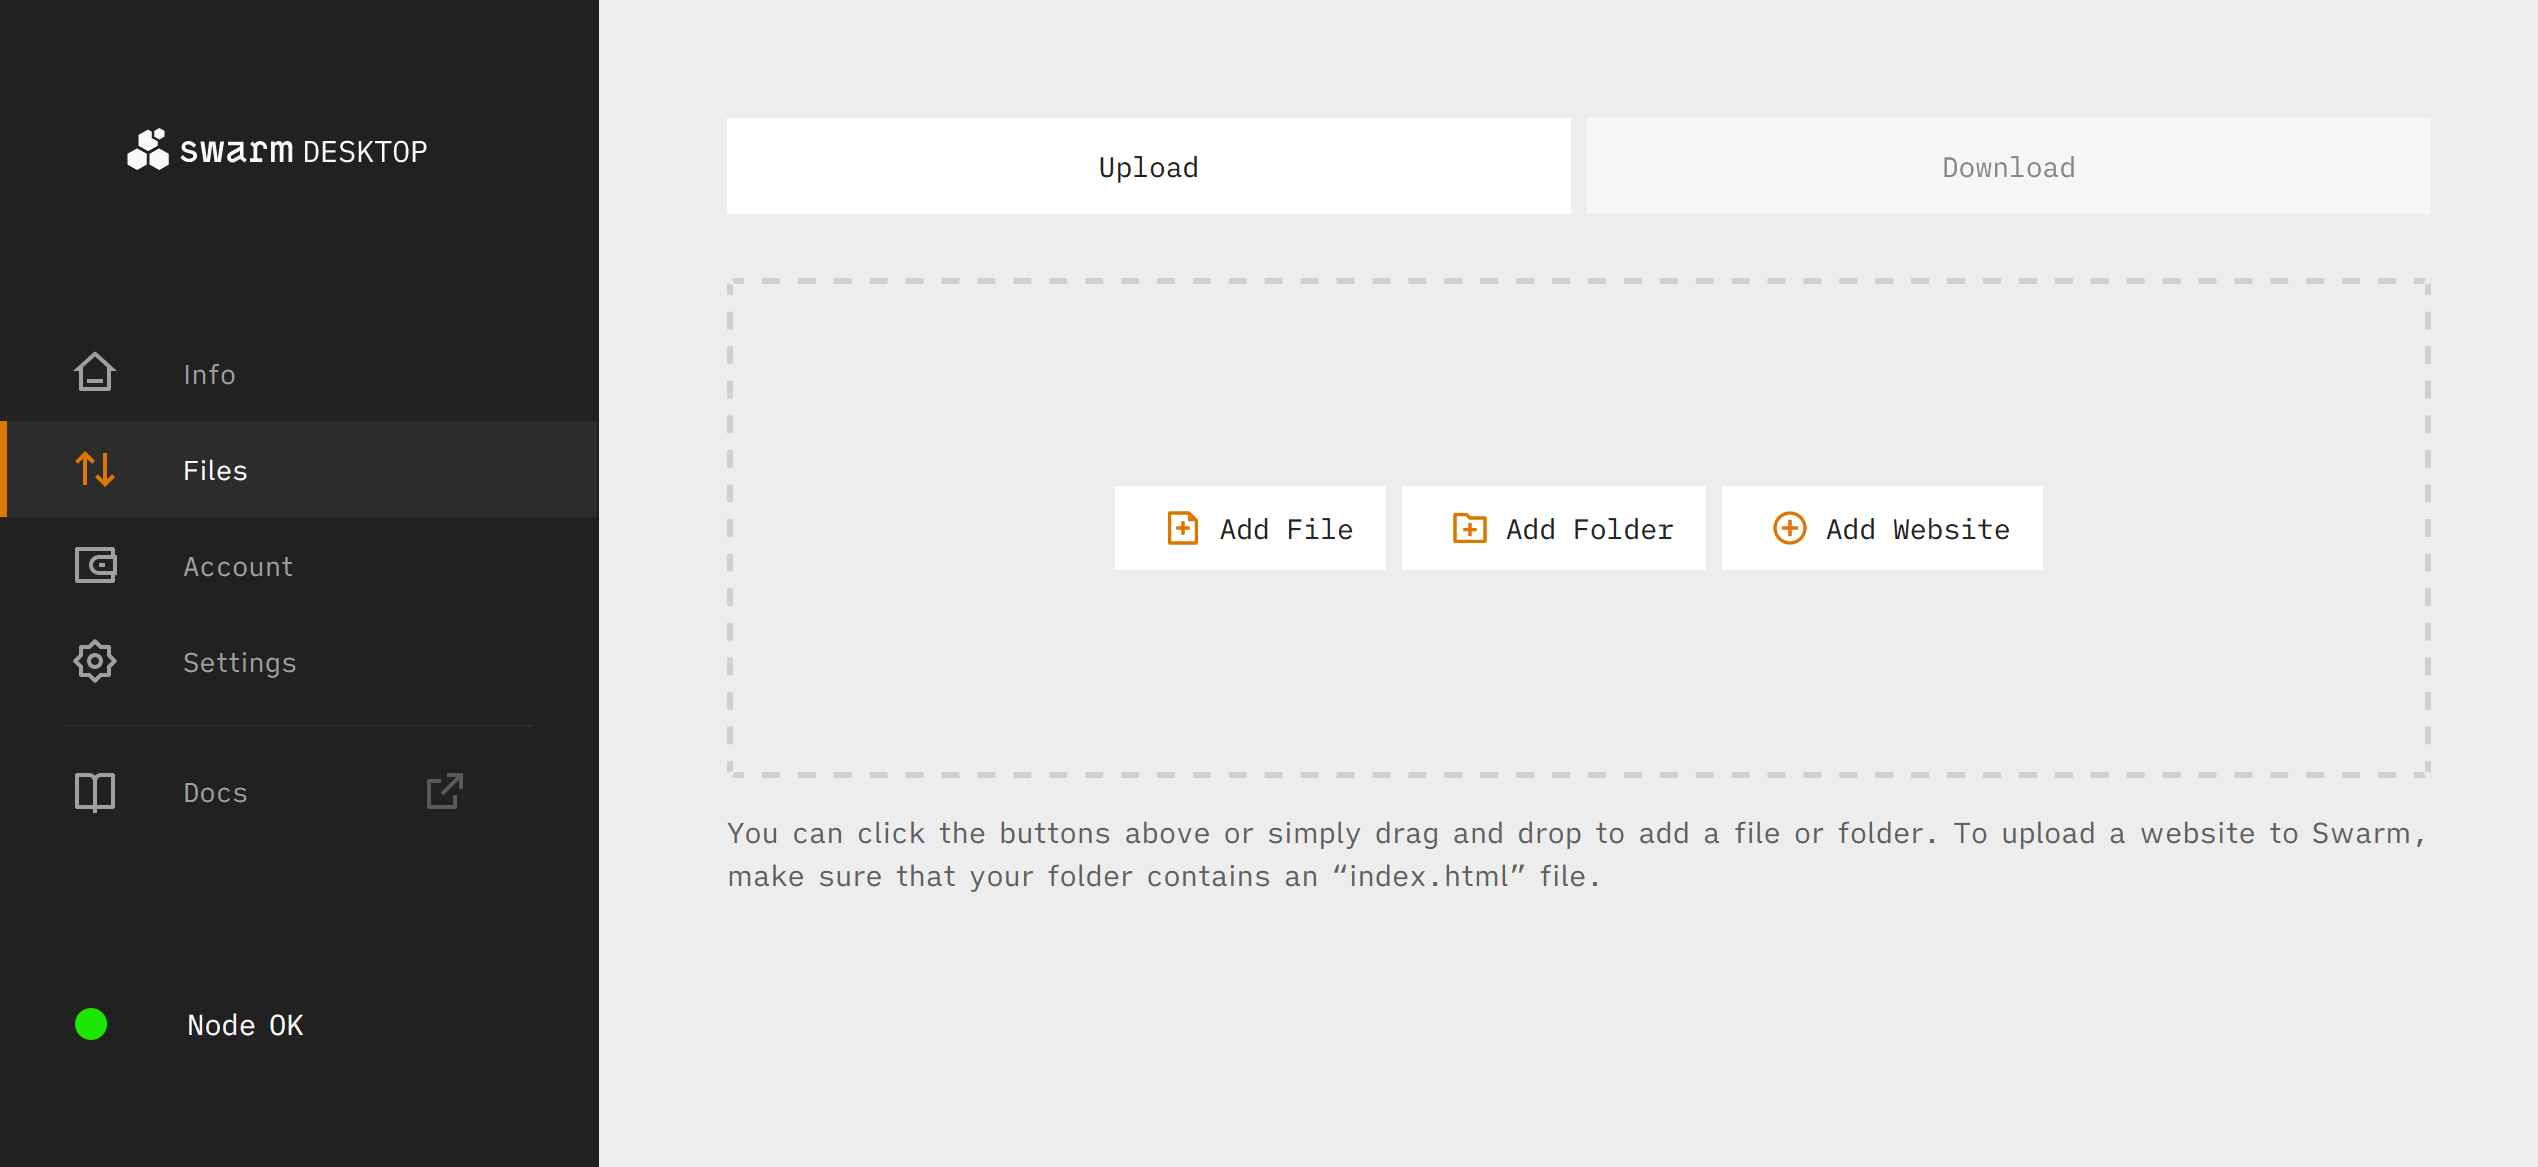 swarm DESKTOP
Info
Files
Account
Settings
Docs
Node OK
Upload
Download
Add File
Add Folder
Add Website
You can click the buttons above or simply drag and drop to add a file or folder. To upload a website to Swarm,
make sure that your folder contains an “index.html” file.